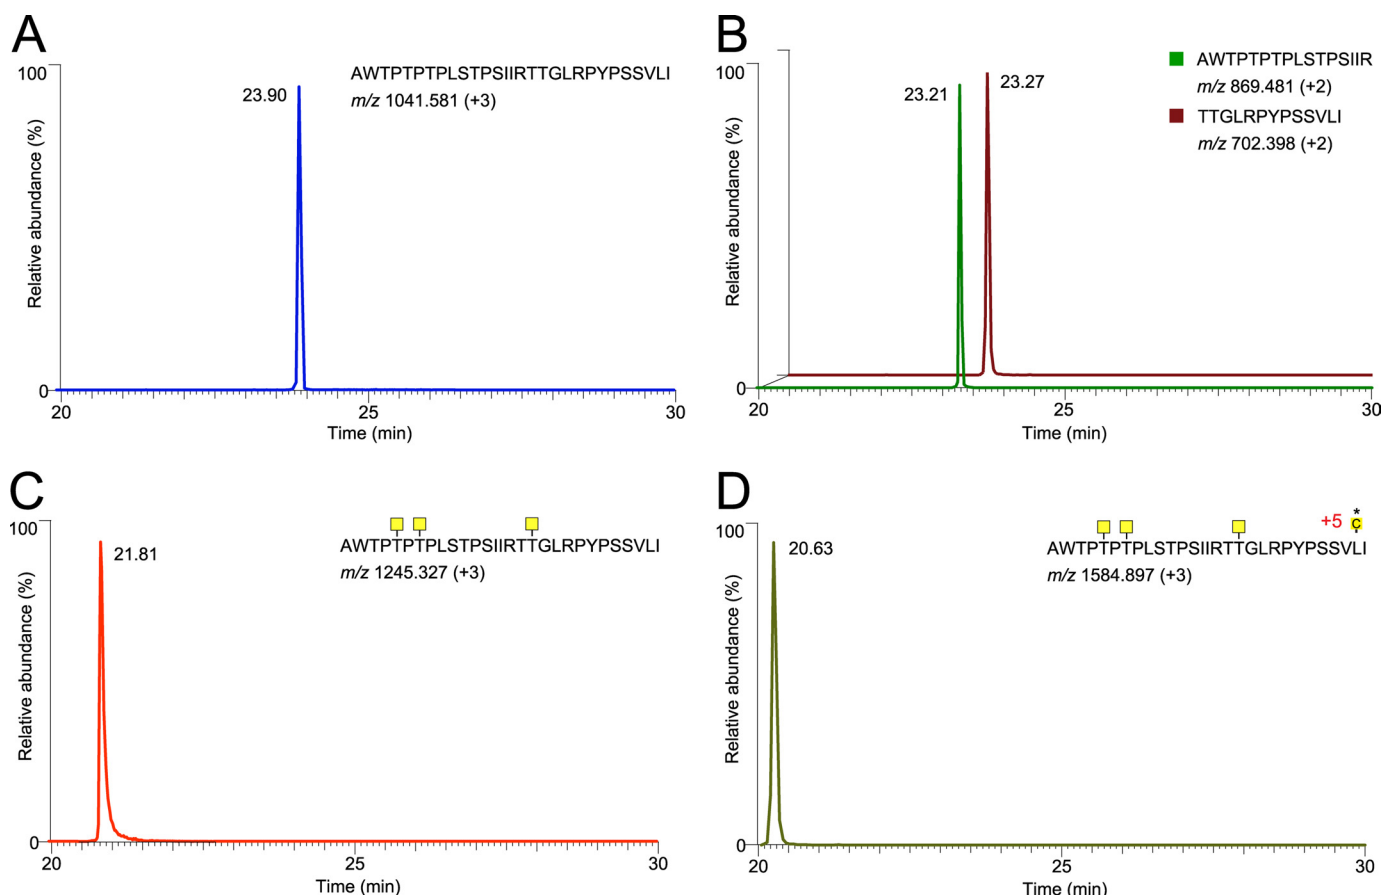 A
100
23.90
AWTPTPTPLSTPSIIRTTGLRPYPSSVLI
m/z 1041.581 (+3)
Relative abundance (%)
0
20
25
30
Time (min)
B
100
23.21
23.27
AWTPTPTPLSTPSIIR
m/z 869.481 (+2)
TTGLRPYPSSVLI
m/z 702.398 (+2)
Relative abundance (%)
0
20
25
30
Time (min)
C
100
21.81
AWTPTPTPLSTPSIIRTTGLRPYPSSVLI
m/z 1245.327 (+3)
Relative abundance (%)
0
20
25
30
Time (min)
D
100
20.63
*
+5 C
AWTPTPTPLSTPSIIRTTGLRPYPSSVLI
m/z 1584.897 (+3)
Relative abundance (%)
0
20
25
30
Time (min)